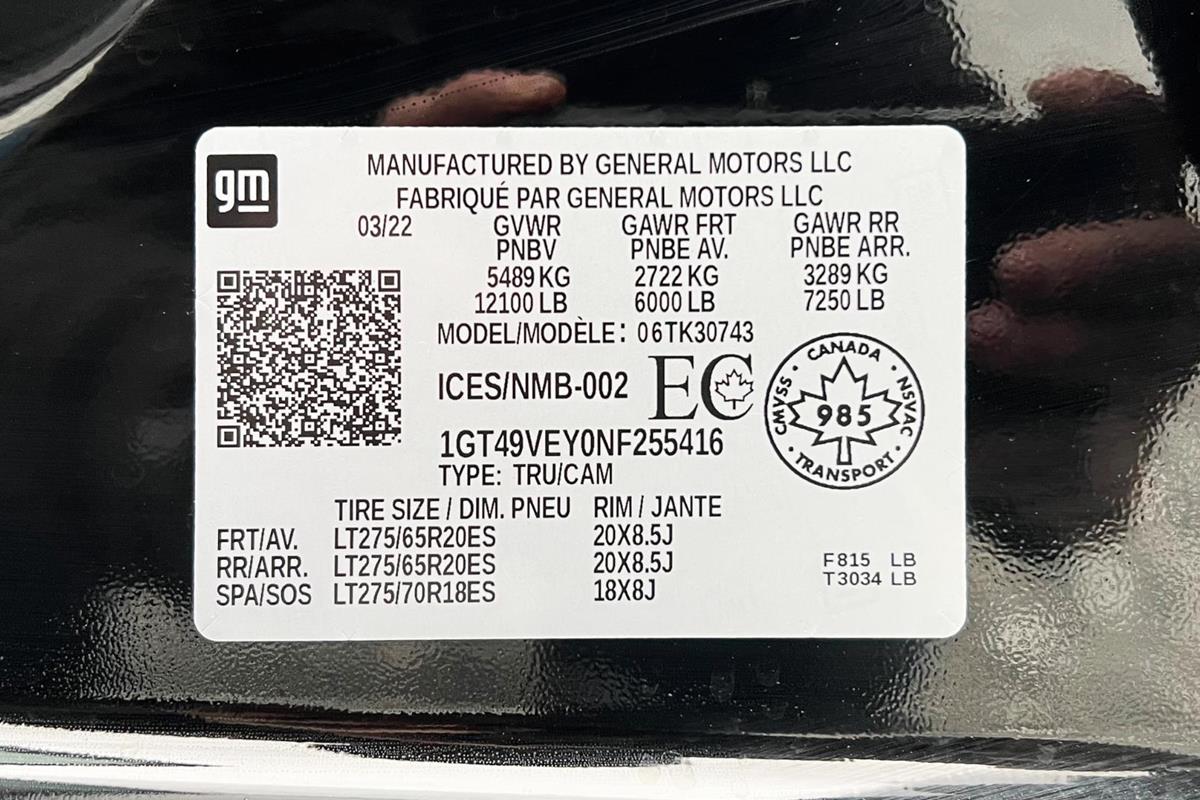 gm
MANUFACTURED BY GENERAL MOTORS LLC
FABRIQUÉ PAR GENERAL MOTORS LLC
03/22 GVWR GAWR FRT GAWR RR
PNBV PNBE AV. PNBE ARR.
5489 KG 2722 KG 3289 KG
12100 LB 6000 LB 7250 LB
MODEL/MODÈLE: 06TK30743
ICES/NMB-002 EC
CANADA
CMVSS 985 NSVAC
TRANSPORT
1GT49VEY0NF255416
TYPE: TRU/CAM
TIRE SIZE / DIM. PNEU RIM / JANTE
FRT/AV. LT275/65R20ES 20X8.5J
RR/ARR. LT275/65R20ES 20X8.5J
SPA/SOS LT275/70R18ES 18X8J
F815 LB
T3034 LB